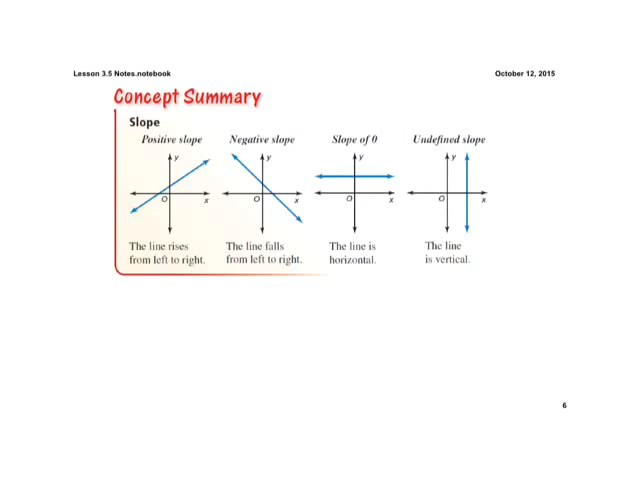 Lesson 3.5 Notes.notebook October 12, 2015
Concept Summary
Slope
Positive slope Negative slope Slope of 0 Undefined slope
y y y y
O x O x O x O x
The line rises The line falls The line is The line
from left to right. from left to right. horizontal. is vertical.
6